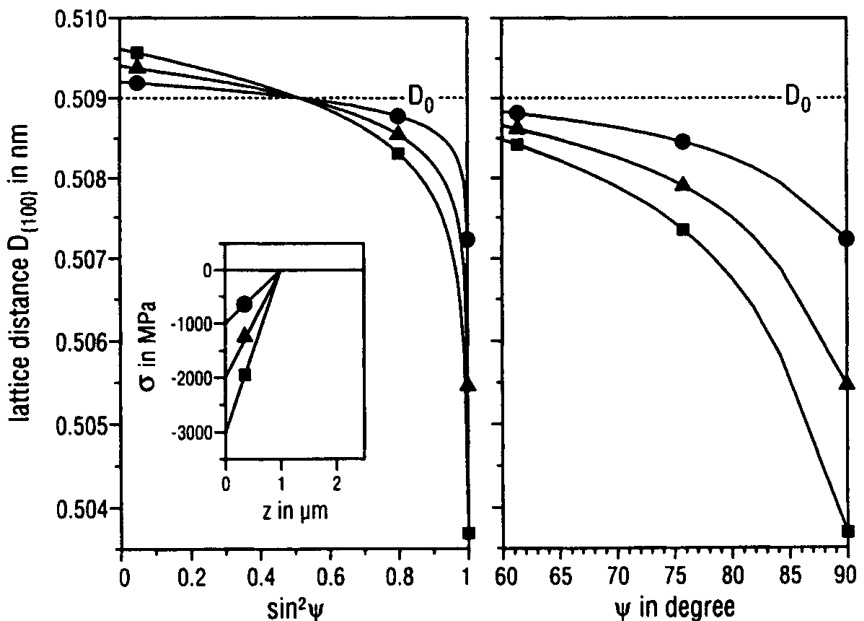 lattice distance D{100} in nm
0.510
0.509
0.508
0.507
0.506
0.505
0.504
D₀
0 0.2 0.4 0.6 0.8 1
sin²ψ
σ in MPa
0
-1000
-2000
-3000
0 1 2
z in μm
D₀
60 65 70 75 80 85 90
ψ in degree